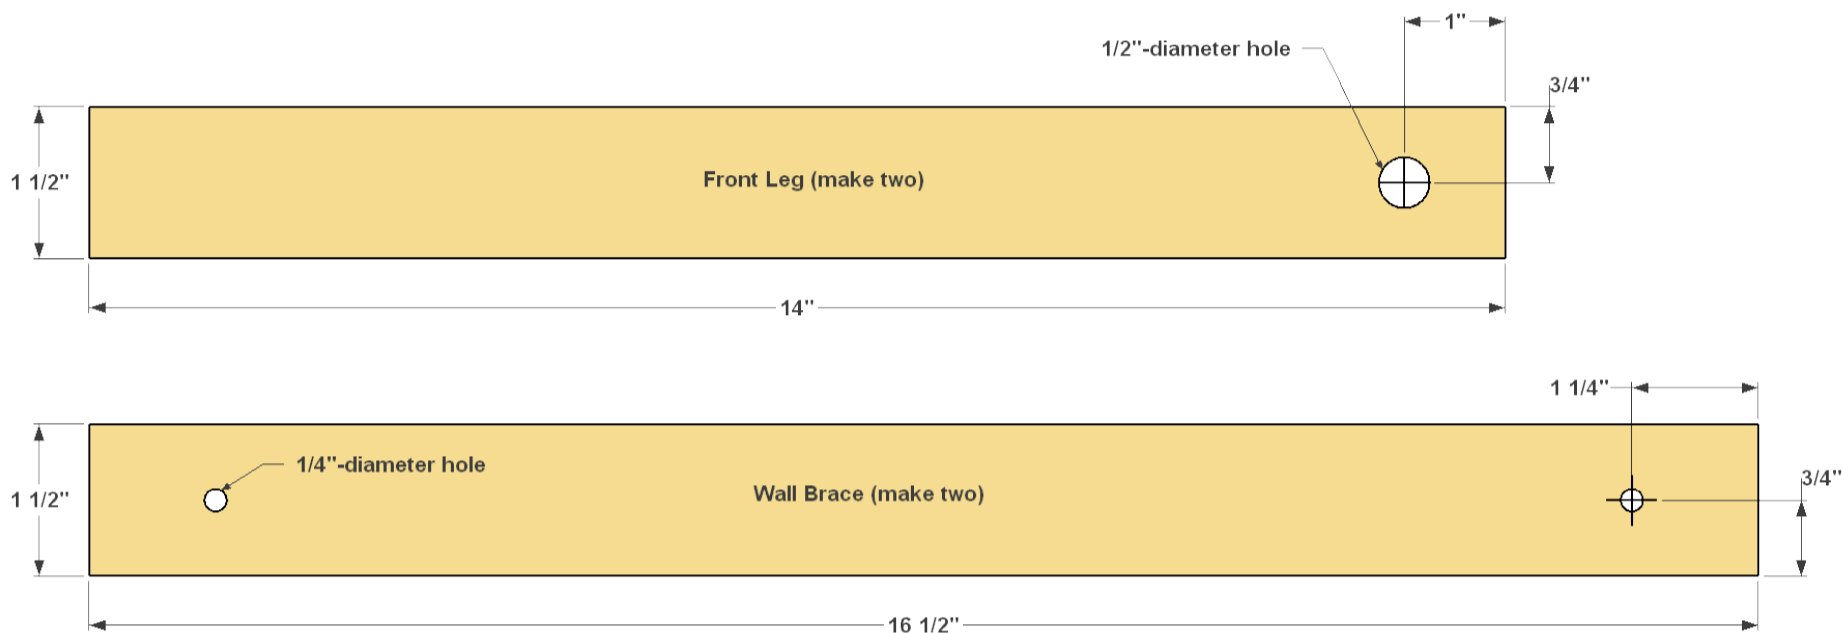 1"
1/2"-diameter hole
3/4"
1 1/2"
Front Leg (make two)
14"
1 1/4"
1/4"-diameter hole
3/4"
1 1/2"
Wall Brace (make two)
16 1/2"